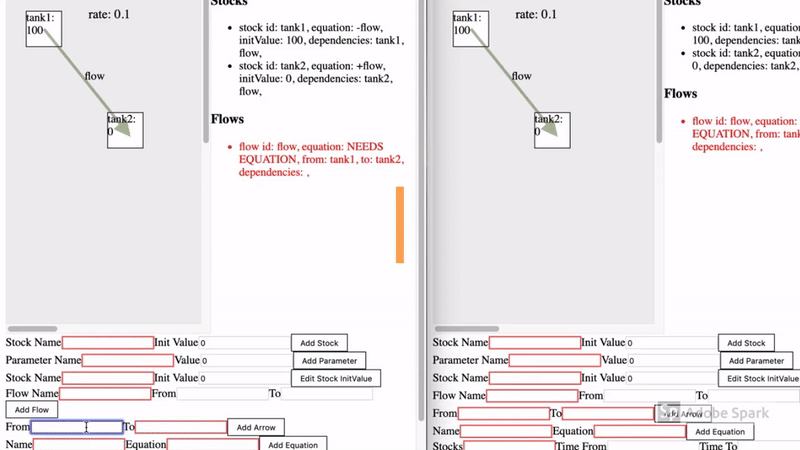 Stocks
tank1:
100
rate: 0.1
stock id: tank1, equation: -flow,
initValue: 100, dependencies: tank1,
flow,
stock id: tank2, equation: +flow,
initValue: 0, dependencies: tank2,
flow,
flow
tank2:
0
Flows
flow id: flow, equation: NEEDS
EQUATION, from: tank1, to: tank2,
dependencies: ,
Stock Name Init Value 0 Add Stock
Parameter Name Value 0 Add Parameter
Stock Name Init Value 0 Edit Stock InitValue
Flow Name From To
Add Flow
From To Add Arrow
Name Equation Add Equation
Stocks
tank1:
100
rate: 0.1
stock id: tank1, equation
100, dependencies: tank
stock id: tank2, equation
0, dependencies: tank2,
flow
tank2:
0
Flows
flow id: flow, equation:
EQUATION, from: tank
dependencies: ,
Stock Name Init Value 0 Add Stock
Parameter Name Value 0 Add Parameter
Stock Name Init Value 0 Edit Stock InitValue
Flow Name From To
From To Add Arrow
Adobe Spark
Name Equation Add Equation
Stocks Time From Time To